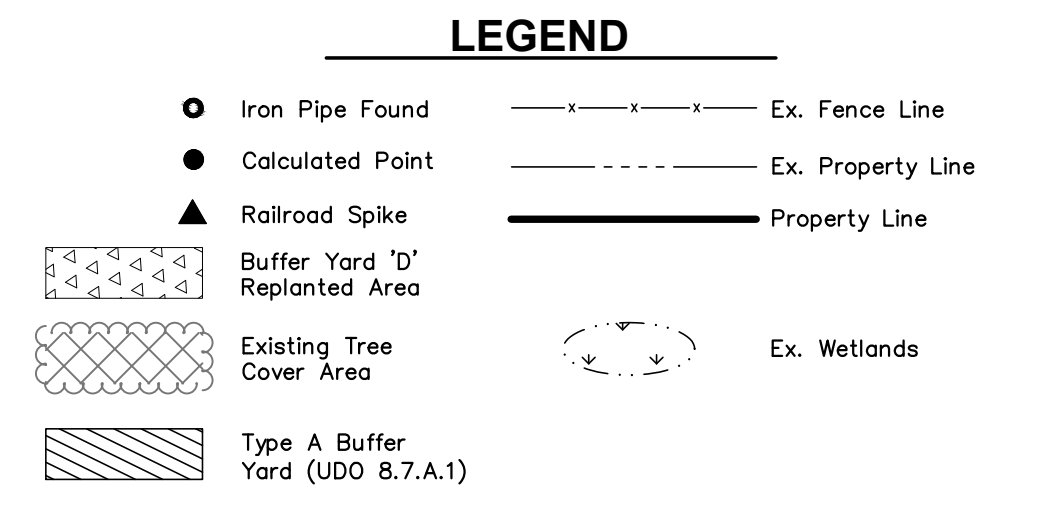 LEGEND
Iron Pipe Found
Calculated Point
Railroad Spike
Buffer Yard 'D'
Replanted Area
Existing Tree
Cover Area
Type A Buffer
Yard (UDO 8.7.A.1)
x x x
Ex. Fence Line
Ex. Property Line
Property Line
Ex. Wetlands